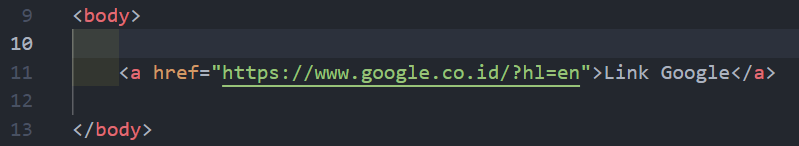 9 <body>
10
11 <a href="https://www.google.co.id/?hl=en">Link Google</a>
12
13 </body>